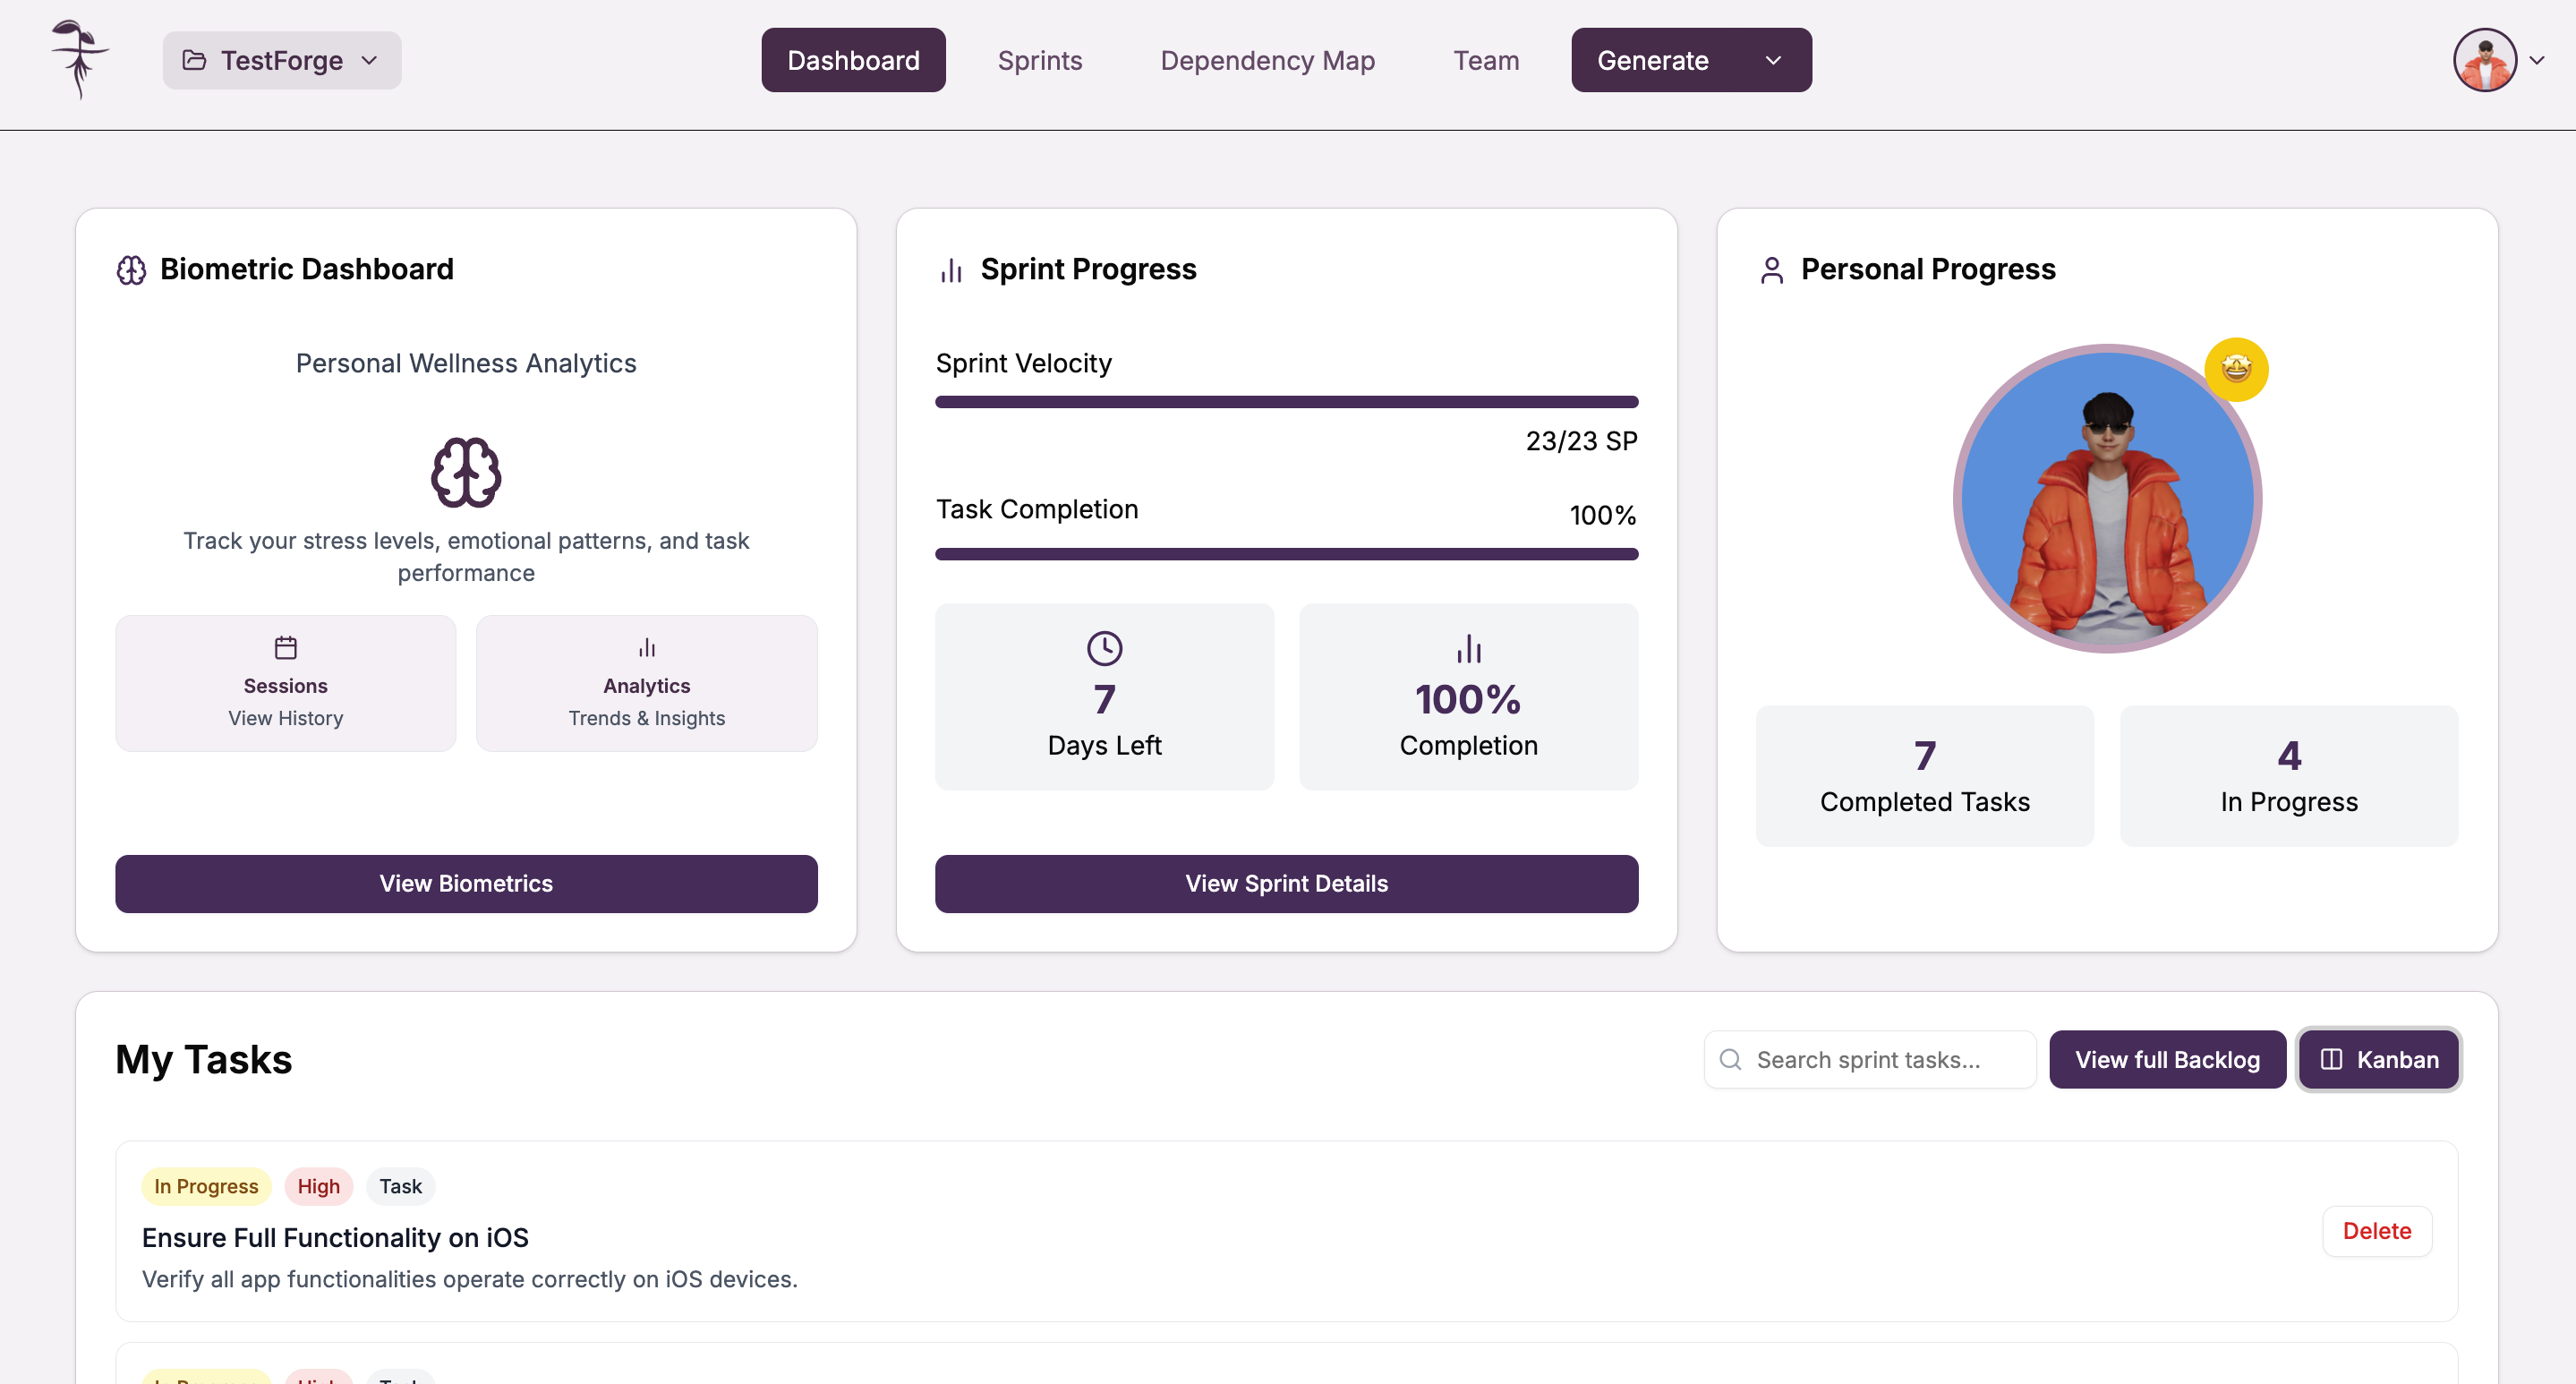 TestForge
Dashboard
Sprints
Dependency Map
Team
Generate
Biometric Dashboard
Personal Wellness Analytics
Track your stress levels, emotional patterns, and task
performance
Sessions
View History
Analytics
Trends & Insights
View Biometrics
Sprint Progress
Sprint Velocity
23/23 SP
Task Completion
100%
7
Days Left
100%
Completion
View Sprint Details
Personal Progress
7
Completed Tasks
4
In Progress
My Tasks
Search sprint tasks...
View full Backlog
Kanban
In Progress
High
Task
Ensure Full Functionality on iOS
Verify all app functionalities operate correctly on iOS devices.
Delete